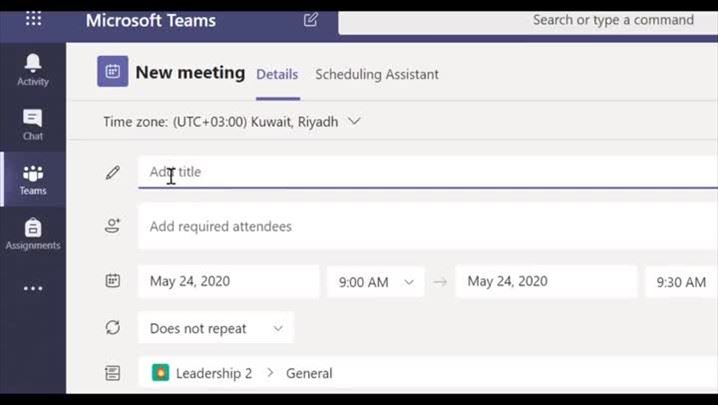 Microsoft Teams
Search or type a command
Activity
Chat
Teams
Assignments
New meeting Details Scheduling Assistant
Time zone: (UTC+03:00) Kuwait, Riyadh
Add title
Add required attendees
May 24, 2020 9:00 AM → May 24, 2020 9:30 AM
Does not repeat
Leadership 2 > General